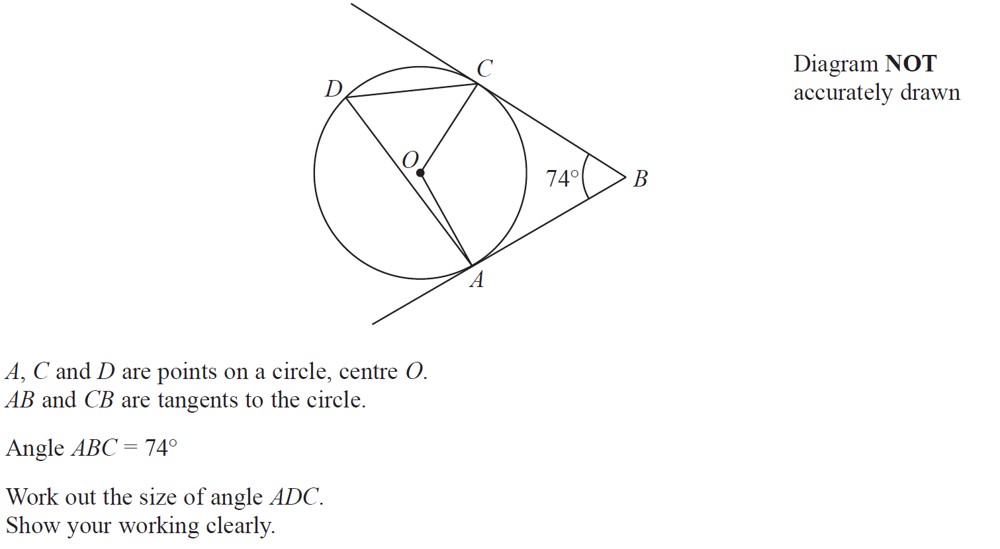 C
Diagram NOT
accurately drawn
D
O
74°
B
A
A, C and D are points on a circle, centre O.
AB and CB are tangents to the circle.
Angle ABC = 74°
Work out the size of angle ADC.
Show your working clearly.